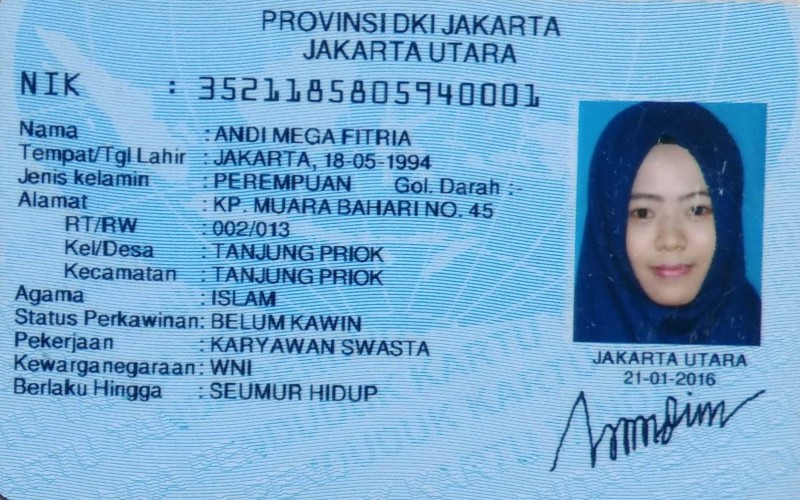 PROVINSI DKI JAKARTA
JAKARTA UTARA
NIK : 3521185805940001
Nama : ANDI MEGA FITRIA
Tempat/Tgl Lahir : JAKARTA, 18-05-1994
Jenis kelamin : PEREMPUAN Gol. Darah :-
Alamat : KP. MUARA BAHARI NO. 45
RT/RW : 002/013
Kel/Desa : TANJUNG PRIOK
Kecamatan : TANJUNG PRIOK
Agama : ISLAM
Status Perkawinan: BELUM KAWIN
Pekerjaan : KARYAWAN SWASTA
Kewarganegaraan: WNI
Berlaku Hingga : SEUMUR HIDUP
JAKARTA UTARA
21-01-2016